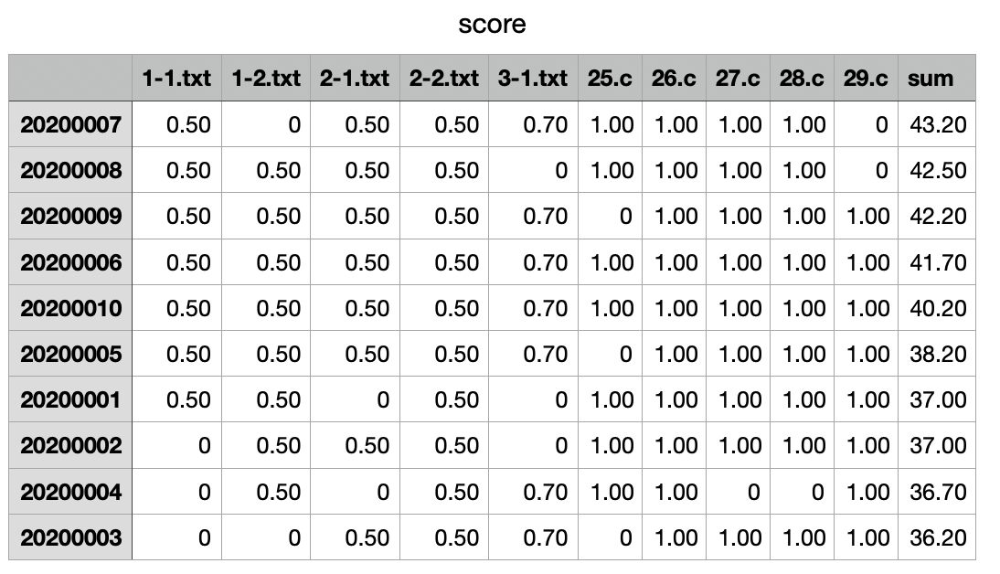 score
1-1.txt 1-2.txt 2-1.txt 2-2.txt 3-1.txt 25.c 26.c 27.c 28.c 29.c sum
20200007 0.50 0 0.50 0.50 0.70 1.00 1.00 1.00 1.00 0 43.20
20200008 0.50 0.50 0.50 0.50 0 1.00 1.00 1.00 1.00 0 42.50
20200009 0.50 0.50 0.50 0.50 0.70 0 1.00 1.00 1.00 1.00 42.20
20200006 0.50 0.50 0.50 0.50 0.70 1.00 1.00 1.00 1.00 1.00 41.70
20200010 0.50 0.50 0.50 0.50 0.70 1.00 1.00 1.00 1.00 1.00 40.20
20200005 0.50 0.50 0.50 0.50 0.70 0 1.00 1.00 1.00 1.00 38.20
20200001 0.50 0.50 0 0.50 0 1.00 1.00 1.00 1.00 1.00 37.00
20200002 0 0.50 0.50 0.50 0 1.00 1.00 1.00 1.00 1.00 37.00
20200004 0 0.50 0 0.50 0.70 1.00 1.00 0 0 1.00 36.70
20200003 0 0 0.50 0.50 0.70 0 1.00 1.00 1.00 1.00 36.20